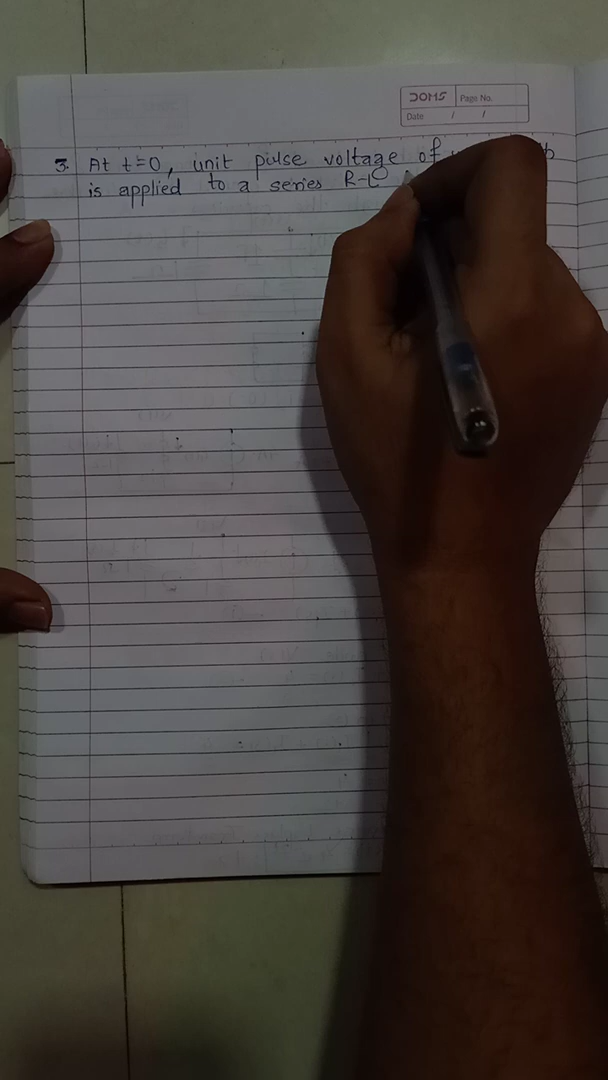 DOMS Page No.
Date / /
3. At t=0, unit pulse voltage of
is applied to a series R-L